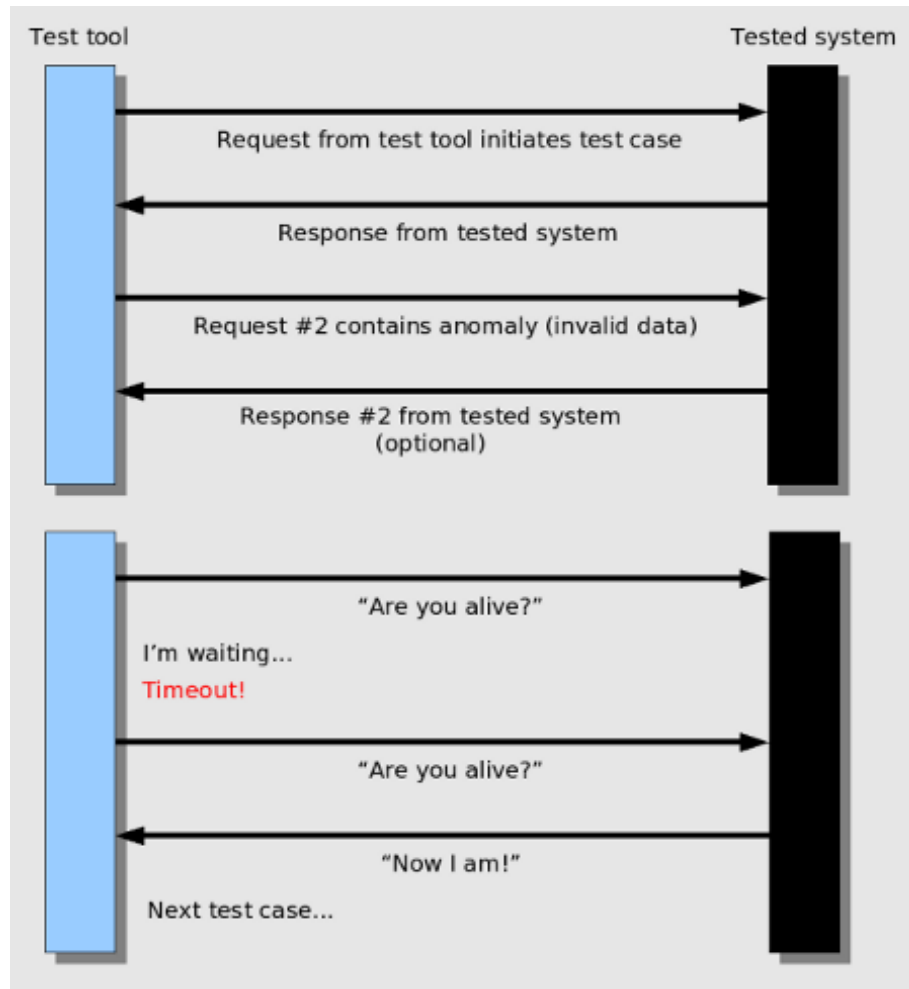 Test tool
Tested system
Request from test tool initiates test case
Response from tested system
Request #2 contains anomaly (invalid data)
Response #2 from tested system
(optional)
“Are you alive?”
I’m waiting...
Timeout!
“Are you alive?”
“Now I am!”
Next test case...